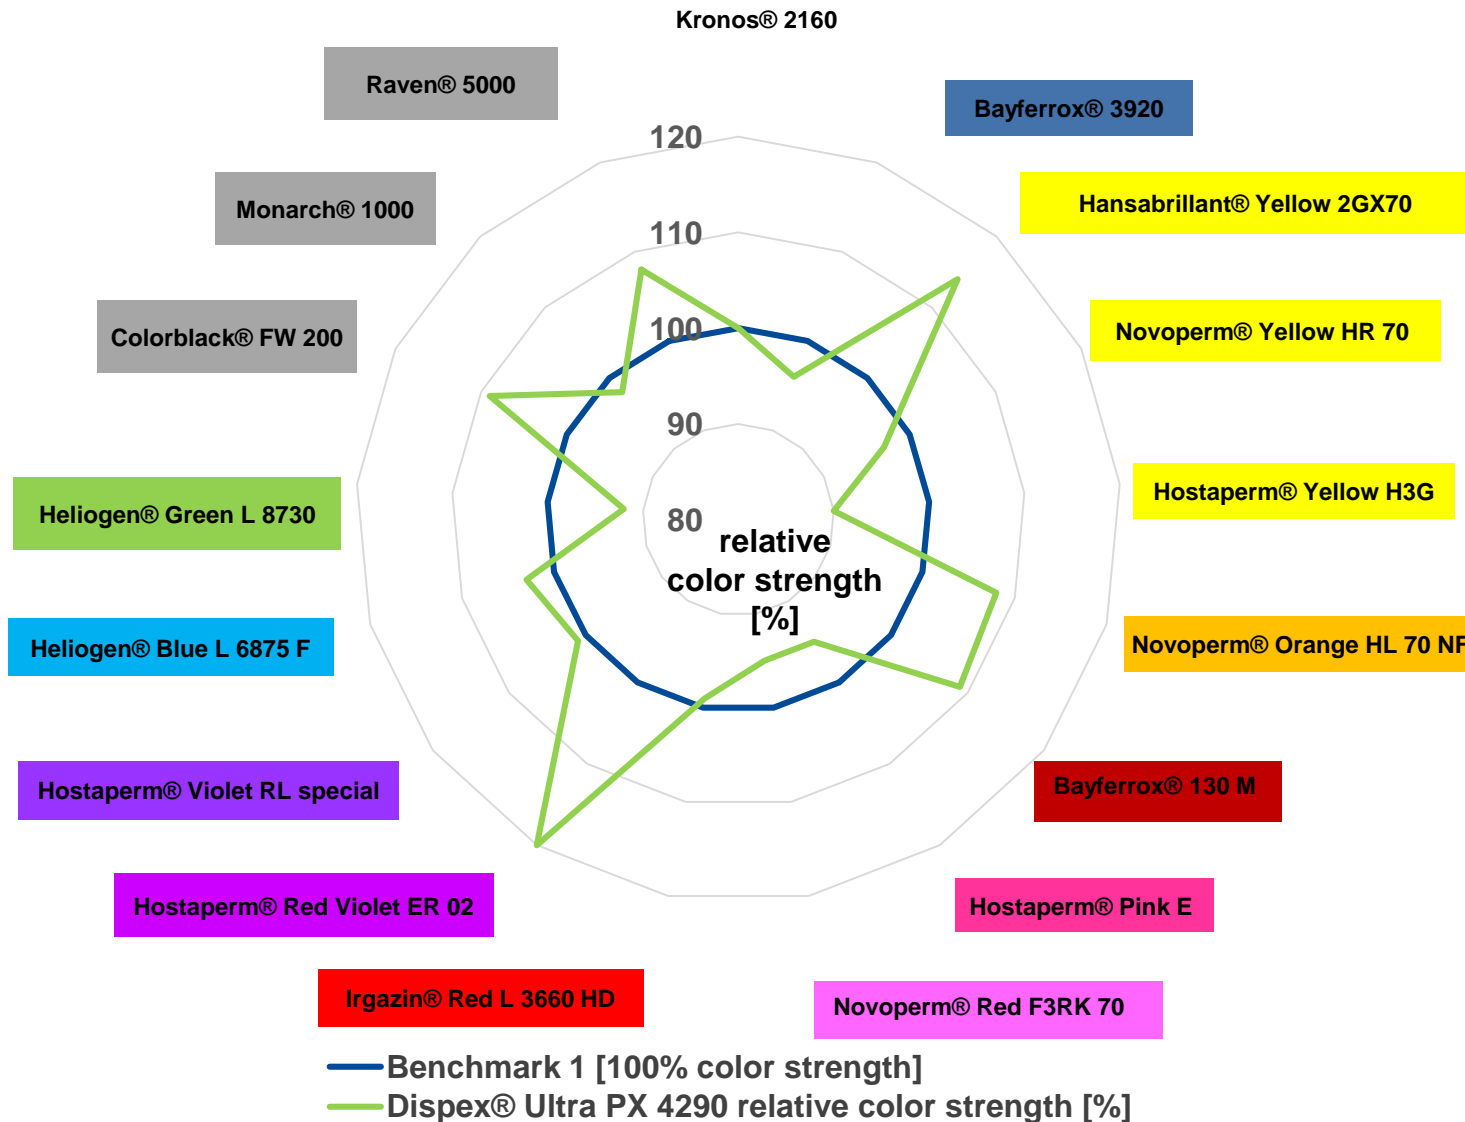 Kronos® 2160
Raven® 5000
Bayferrox® 3920
120
Monarch® 1000
Hansabrillant® Yellow 2GX70
110
Colorblack® FW 200
100
Novoperm® Yellow HR 70
90
Heliogen® Green L 8730
80
Hostaperm® Yellow H3G
relative
color strength
[%]
Heliogen® Blue L 6875 F
Novoperm® Orange HL 70 NF
Hostaperm® Violet RL special
Bayferrox® 130 M
Hostaperm® Red Violet ER 02
Hostaperm® Pink E
Irgazin® Red L 3660 HD
Novoperm® Red F3RK 70
Benchmark 1 [100% color strength]
Dispex® Ultra PX 4290 relative color strength [%]